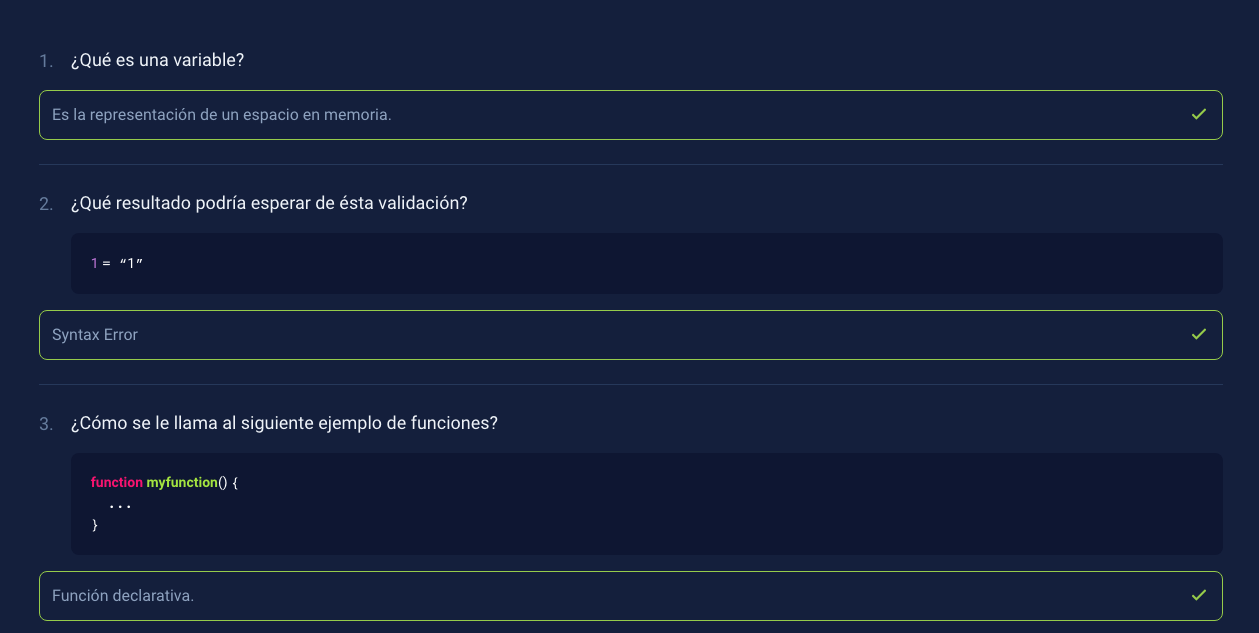 1. ¿Qué es una variable?
Es la representación de un espacio en memoria.
2. ¿Qué resultado podría esperar de ésta validación?
1 = “1”
Syntax Error
3. ¿Cómo se le llama al siguiente ejemplo de funciones?
function myfunction() {
...
}
Función declarativa.